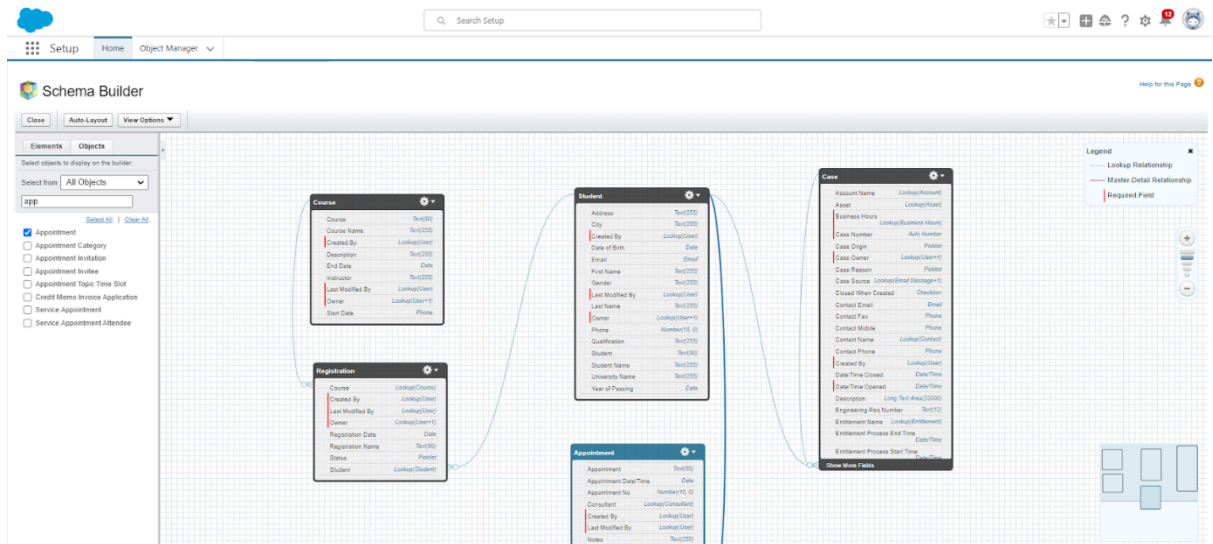 Search Setup
12
Setup
Home
Object Manager
Schema Builder
Help for this Page
Close
Auto-Layout
View Options
Elements
Objects
Select objects to display on the builder.
Select from All Objects
app
Select All | Clear All
Appointment
Appointment Category
Appointment Invitation
Appointment Invitee
Appointment Topic Time Slot
Credit Memo Invoice Application
Service Appointment
Service Appointment Attendee
Course
Course Text(80)
Course Name Text(255)
Created By Lookup(User)
Description Text(255)
End Date Date
Instructor Text(255)
Last Modified By Lookup(User)
Owner Lookup(User+1)
Start Date Phone
Registration
Course Lookup(Course)
Created By Lookup(User)
Last Modified By Lookup(User)
Owner Lookup(User+1)
Registration Date Date
Registration Name Text(80)
Status Picklist
Student Lookup(Student)
Student
Address Text(255)
City Text(255)
Created By Lookup(User)
Date of Birth Date
Email Email
First Name Text(255)
Gender Text(255)
Last Modified By Lookup(User)
Last Name Text(255)
Owner Lookup(User+1)
Phone Number(18, 0)
Qualification Text(255)
Student Text(80)
Student Name Text(255)
University Name Text(255)
Year of Passing Date
Appointment
Appointment Text(80)
Appointment Date/Time Date
Appointment No Number(18, 0)
Consultant Lookup(Consultant)
Created By Lookup(User)
Last Modified By Lookup(User)
Notes Text(255)
Case
Account Name Lookup(Account)
Asset Lookup(Asset)
Business Hours
Lookup(Business Hours)
Case Number Auto Number
Case Origin Picklist
Case Owner Lookup(User+1)
Case Reason Picklist
Case Source Lookup(Email Message+1)
Closed When Created Checkbox
Contact Email Email
Contact Fax Phone
Contact Mobile Phone
Contact Name Lookup(Contact)
Contact Phone Phone
Created By Lookup(User)
Date/Time Closed Date/Time
Date/Time Opened Date/Time
Description Long Text Area(32000)
Engineering Req Number Text(12)
Entitlement Name Lookup(Entitlement)
Entitlement Process End Time
Date/Time
Entitlement Process Start Time
Date/Time
Show More Fields
Legend
Lookup Relationship
Master-Detail Relationship
Required Field